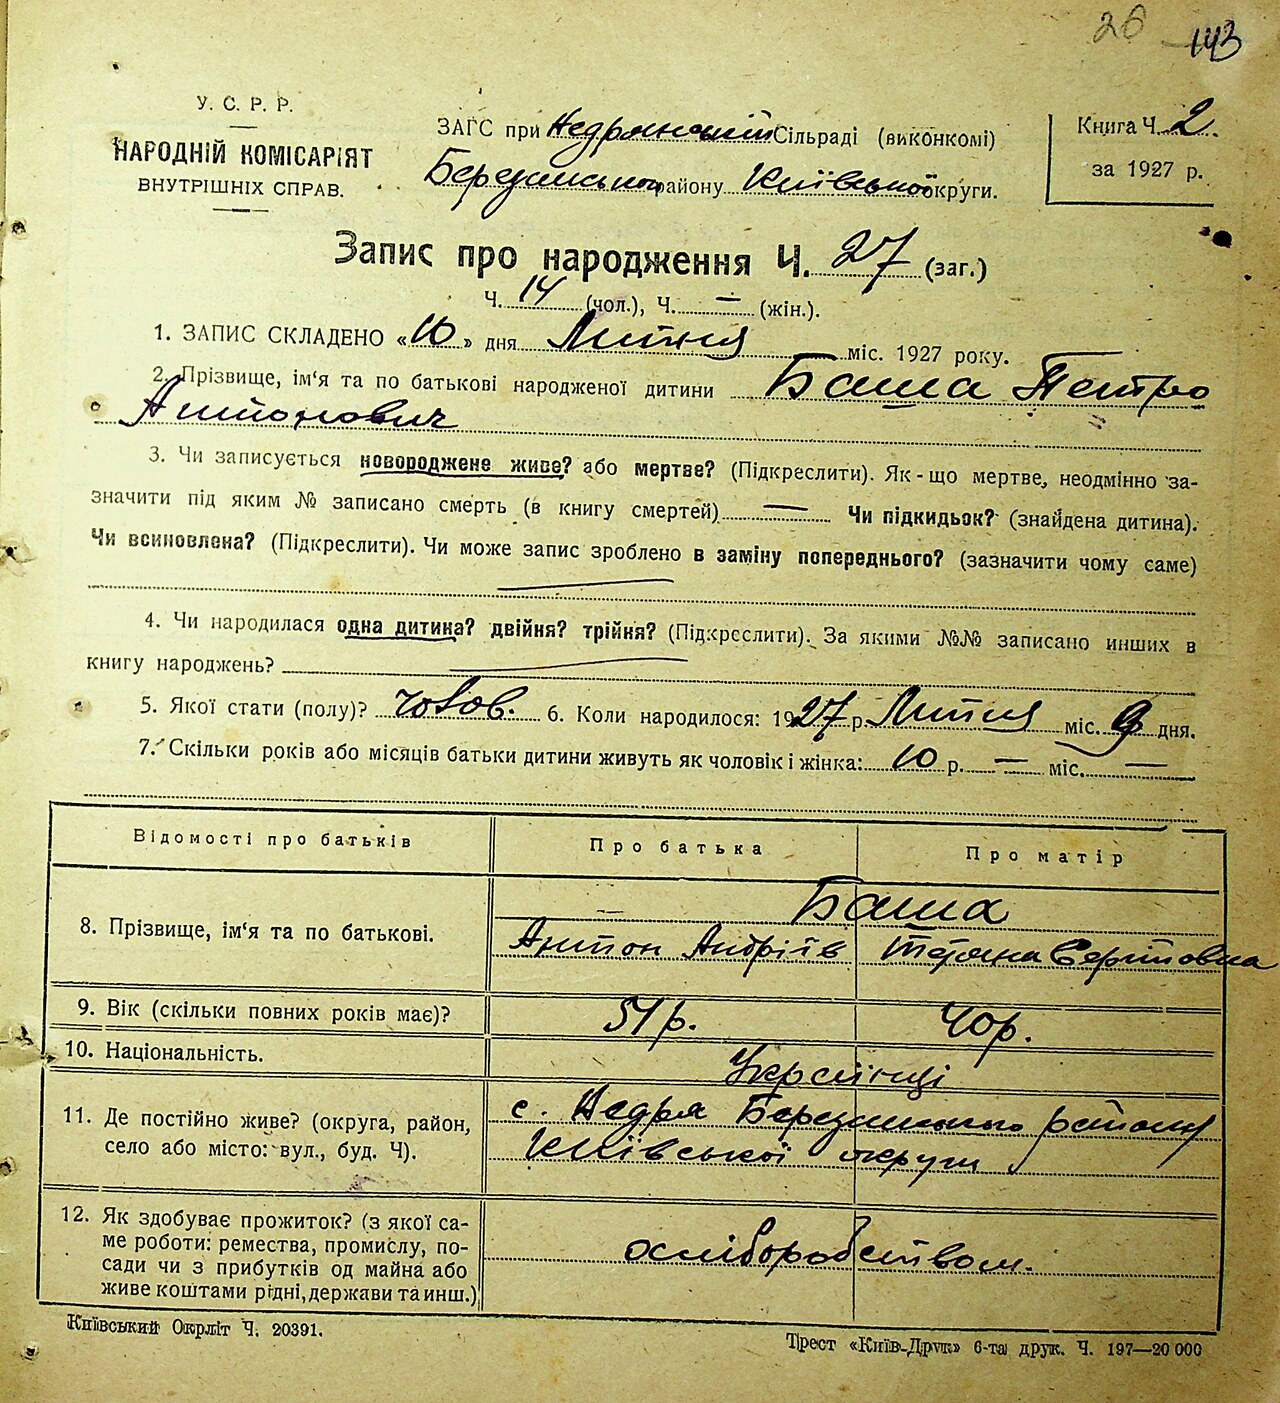 26 143
У. С. Р. Р.
НАРОДНІЙ КОМІСАРІЯТ
ВНУТРІШНІХ СПРАВ.
ЗАГС при Недрянській Сільраді (виконкомі)
Березанського району Київської округи.
Книга Ч. 2.
за 1927 р.
Запис про народження Ч. 27 (заг.)
Ч. 14 (чол.), Ч. — (жін.).
1. ЗАПИС СКЛАДЕНО «10» дня Липня міс. 1927 року.
2. Прізвище, ім‘я та по батькові народженої дитини Баша Петро
Антонович
3. Чи записується новороджене живе? або мертве? (Підкреслити). Як-що мертве, неодмінно за-
значити під яким № записано смерть (в книгу смертей) — Чи підкидьок? (знайдена дитина).
Чи всиновлена? (Підкреслити). Чи може запис зроблено в заміну попереднього? (зазначити чому саме)
4. Чи народилася одна дитина? двійня? трійня? (Підкреслити). За якими №№ записано инших в
книгу народжень?
5. Якої стати (полу)? чолов. 6. Коли народилося: 1927 р. Липня міс. 9 дня.
7. Скільки років або місяців батьки дитини живуть як чоловік і жінка: 10 р. — міс. —
Відомості про батьків Про батька Про матір
Баша
8. Прізвище, ім‘я та по батькові. Антон Андріїв Тетяна Сергіївна
9. Вік (скільки повних років має)? 51 р. 40 р.
10. Національність. Українці
11. Де постійно живе? (округа, район, с. Недря Березанського району
село або місто: вул., буд. Ч). Київської округи
12. Як здобуває прожиток? (з якої са-
ме роботи: ремества, промислу, по-
сади чи з прибутків од майна або хліборобством.
живе коштами рідні, держави та инш.)
Київський Окрліт Ч. 20391.
Трест «Київ-Друк» 6-та друк. Ч. 197—20 000